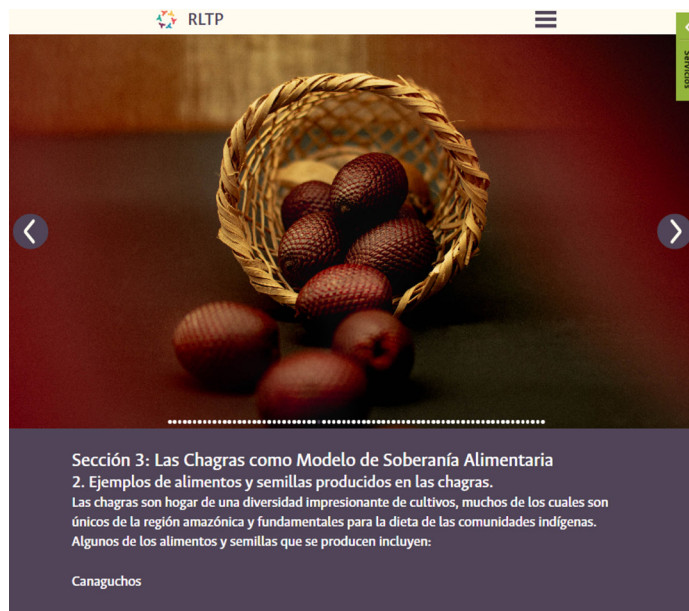 RLTP
Servicios
Sección 3: Las Chagras como Modelo de Soberanía Alimentaria
2. Ejemplos de alimentos y semillas producidos en las chagras.
Las chagras son hogar de una diversidad impresionante de cultivos, muchos de los cuales son
únicos de la región amazónica y fundamentales para la dieta de las comunidades indígenas.
Algunos de los alimentos y semillas que se producen incluyen:
Canaguchos